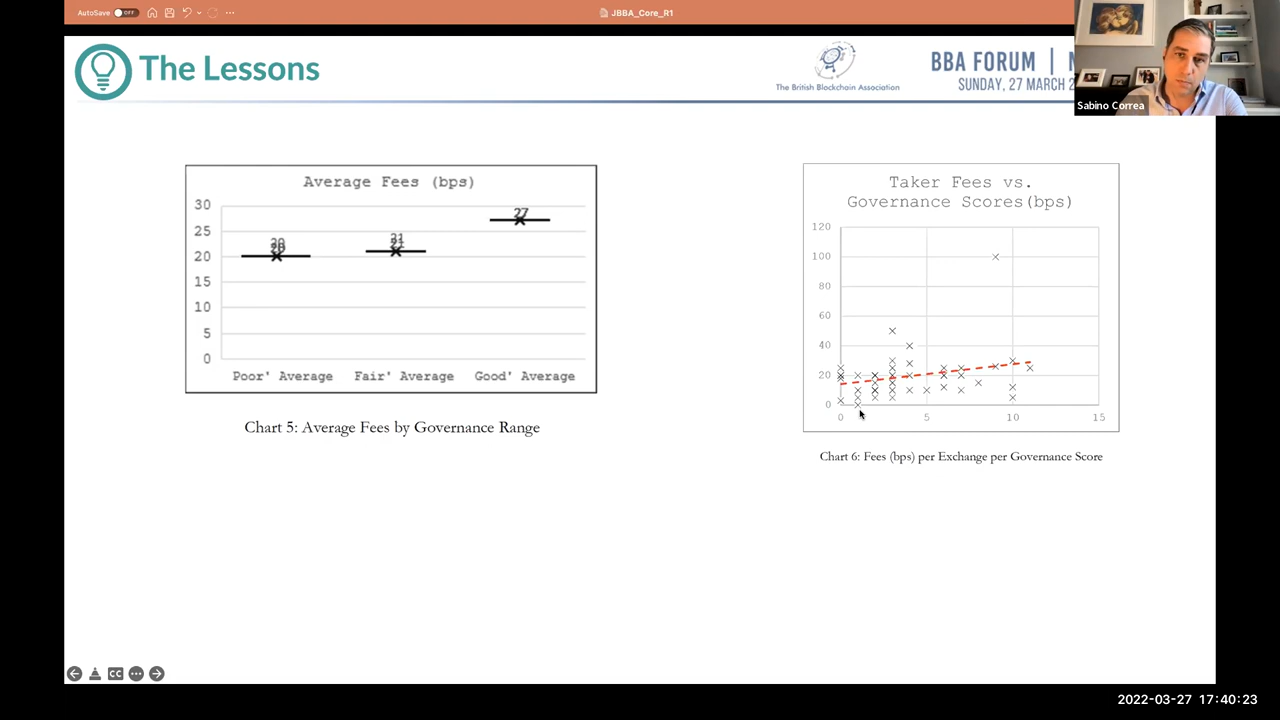 AutoSave OFF
JBBA_Core_R1
The Lessons
The British Blockchain Association
BBA FORUM |
SUNDAY, 27 MARCH
Sabino Correa
Average Fees (bps)
30
25
20
15
10
5
0
20
21
27
Poor' Average Fair' Average Good' Average
Chart 5: Average Fees by Governance Range
Taker Fees vs.
Governance Scores(bps)
120
100
80
60
40
20
0
0 5 10 15
Chart 6: Fees (bps) per Exchange per Governance Score
CC
2022-03-27 17:40:23